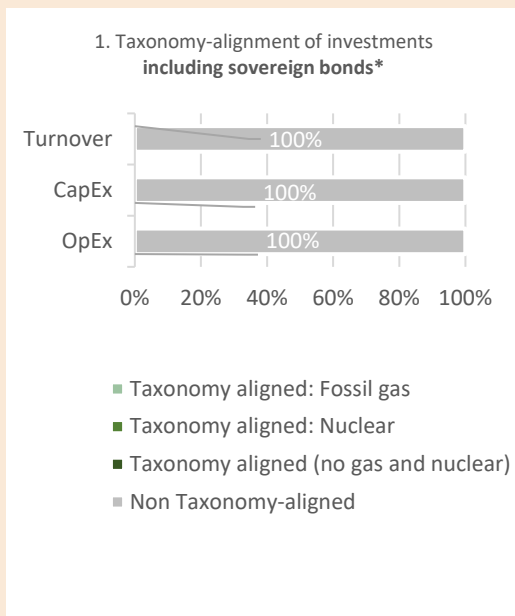 1. Taxonomy-alignment of investments
including sovereign bonds*
Turnover
100%
CapEx
100%
OpEx
100%
0% 20% 40% 60% 80% 100%
Taxonomy aligned: Fossil gas
Taxonomy aligned: Nuclear
Taxonomy aligned (no gas and nuclear)
Non Taxonomy-aligned